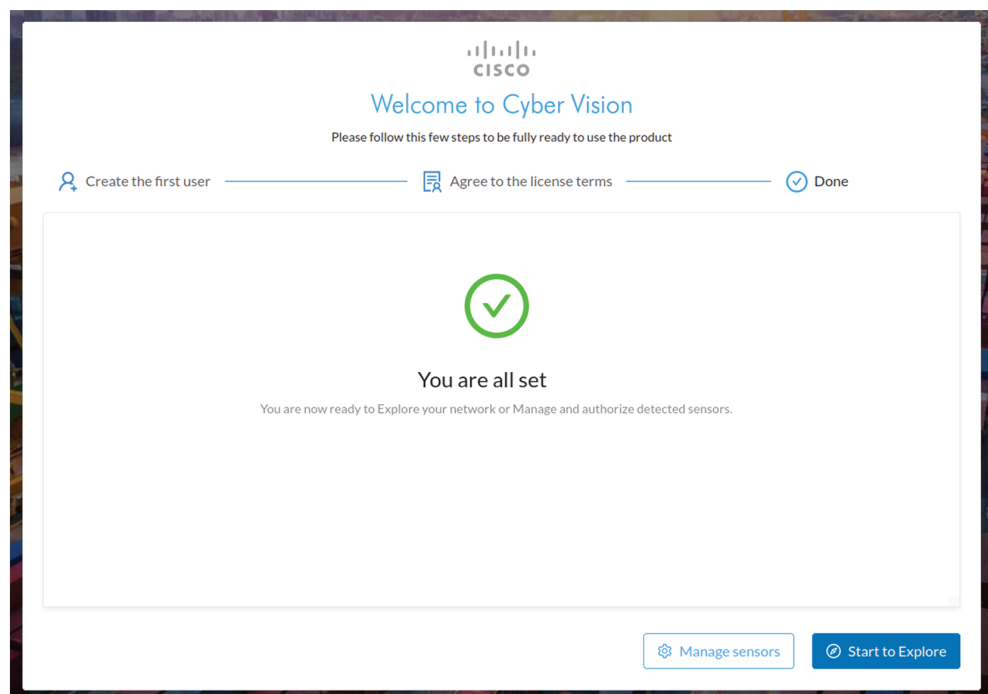 CISCO
Welcome to Cyber Vision
Please follow this few steps to be fully ready to use the product
Create the first user
Agree to the license terms
Done
You are all set
You are now ready to Explore your network or Manage and authorize detected sensors.
Manage sensors
Start to Explore